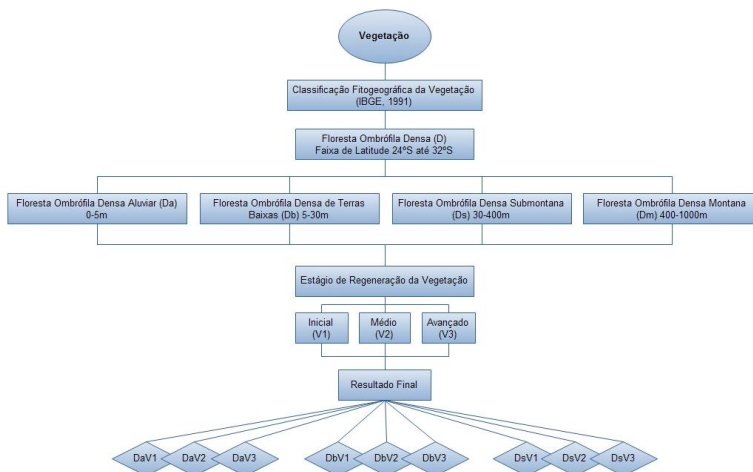 Vegetação
Classificação Fitogeográfica da Vegetação
(IBGE, 1991)
Floresta Ombrófila Densa (D)
Faixa de Latitude 24ºS até 32ºS
Floresta Ombrófila Densa Aluviar (Da)
0-5m
Floresta Ombrófila Densa de Terras
Baixas (Db) 5-30m
Floresta Ombrófila Densa Submontana
(Ds) 30-400m
Floresta Ombrófila Densa Montana
(Dm) 400-1000m
Estágio de Regeneração da Vegetação
Inicial
(V1)
Médio
(V2)
Avançado
(V3)
Resultado Final
DaV1
DaV2
DaV3
DbV1
DbV2
DbV3
DsV1
DsV2
DsV3